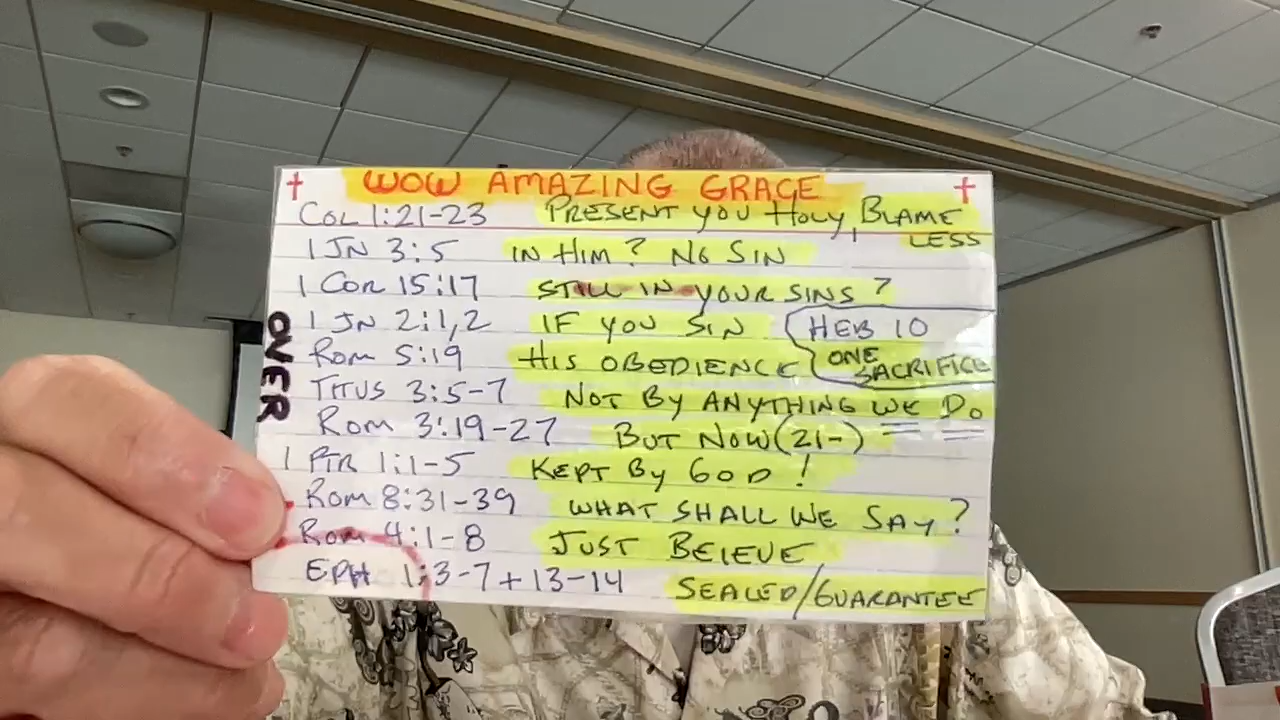 † WOW AMAZING GRACE †
COL 1:21-23 PRESENT YOU HOLY, BLAME
LESS
1 JN 3:5 IN HIM? NO SIN
1 COR 15:17 STILL IN YOUR SINS?
1 JN 2:1,2 IF YOU SIN HEB 10
ROM 5:19 HIS OBEDIENCE ONE
SACRIFICE
TITUS 3:5-7 NOT BY ANYTHING WE DO
ROM 3:19-27 BUT NOW (21-)
1 PTR 1:1-5 KEPT BY GOD!
ROM 8:31-39 WHAT SHALL WE SAY?
ROM 4:1-8 JUST BELEVE
EPH 1:3-7 + 13-14 SEALED/GUARANTEE
OVER